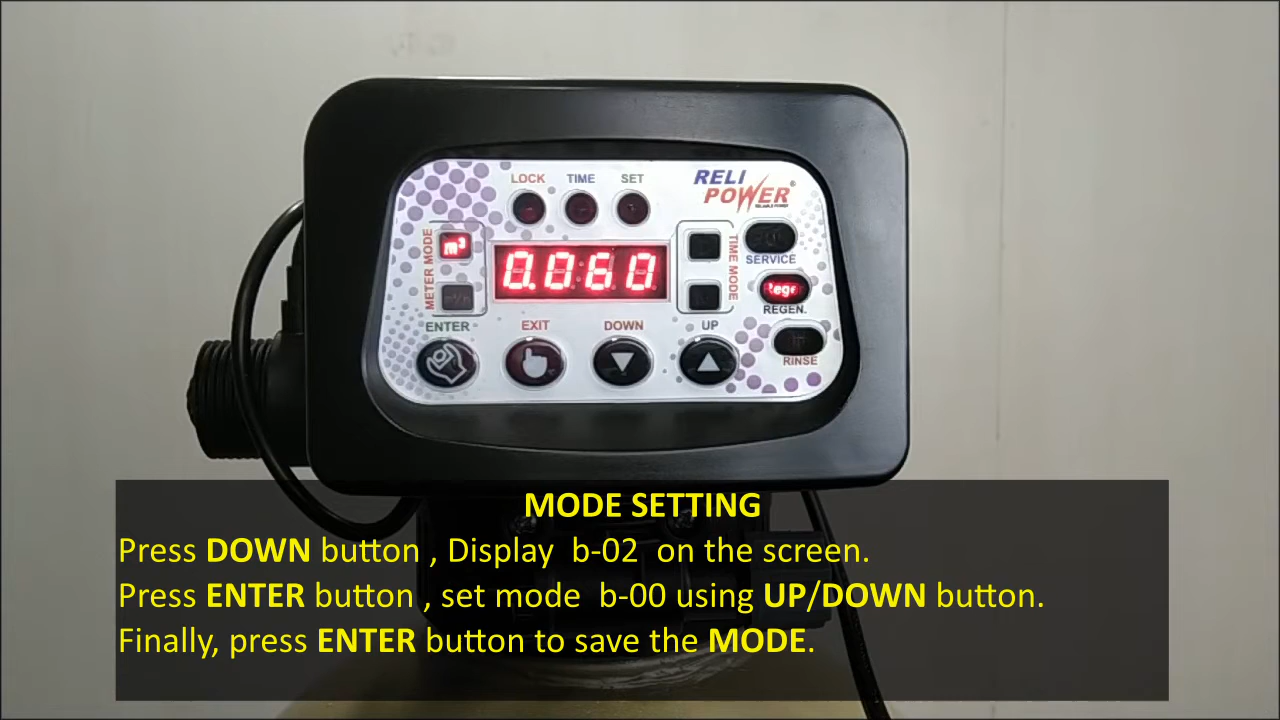 LOCK TIME SET
RELI
POWER
METER MODE
m³
0.060
TIME MODE
SERVICE
REGEN.
RINSE
ENTER EXIT DOWN UP
MODE SETTING
Press DOWN button , Display b-02 on the screen.
Press ENTER button , set mode b-00 using UP/DOWN button.
Finally, press ENTER button to save the MODE.